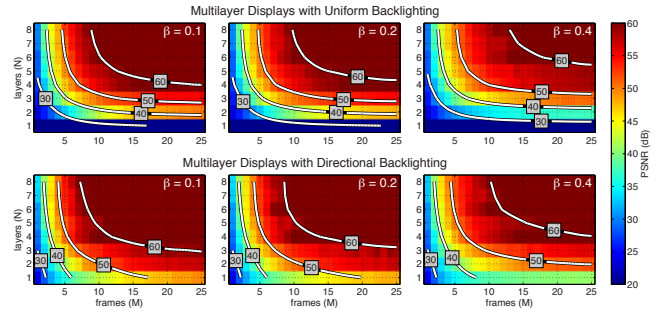 Multilayer Displays with Uniform Backlighting
β = 0.1
β = 0.2
β = 0.4
layers (N)
8
7
6
5
4
3
2
1
30
40
50
60
30
40
50
60
30
40
50
60
Multilayer Displays with Directional Backlighting
β = 0.1
β = 0.2
β = 0.4
layers (N)
8
7
6
5
4
3
2
1
30
40
50
60
30
40
50
60
30
40
50
60
5 10 15 20 25
5 10 15 20 25
5 10 15 20 25
frames (M)
frames (M)
frames (M)
60
55
50
45
40
35
30
25
20
PSNR (dB)